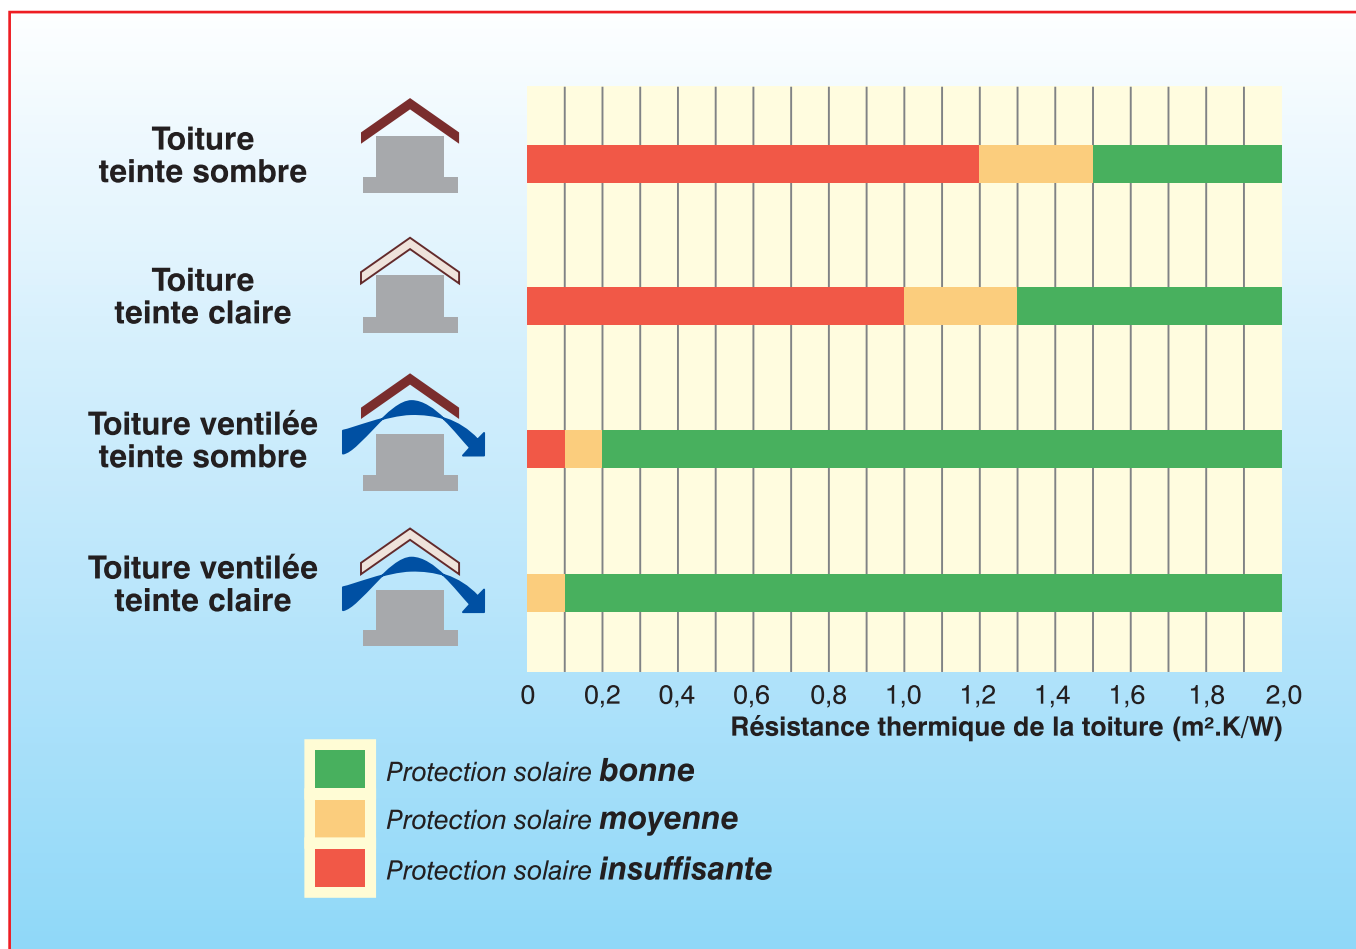 Toiture
teinte sombre
Toiture
teinte claire
Toiture ventilée
teinte sombre
Toiture ventilée
teinte claire
0 0,2 0,4 0,6 0,8 1,0 1,2 1,4 1,6 1,8 2,0
Résistance thermique de la toiture (m².K/W)
Protection solaire bonne
Protection solaire moyenne
Protection solaire insuffisante